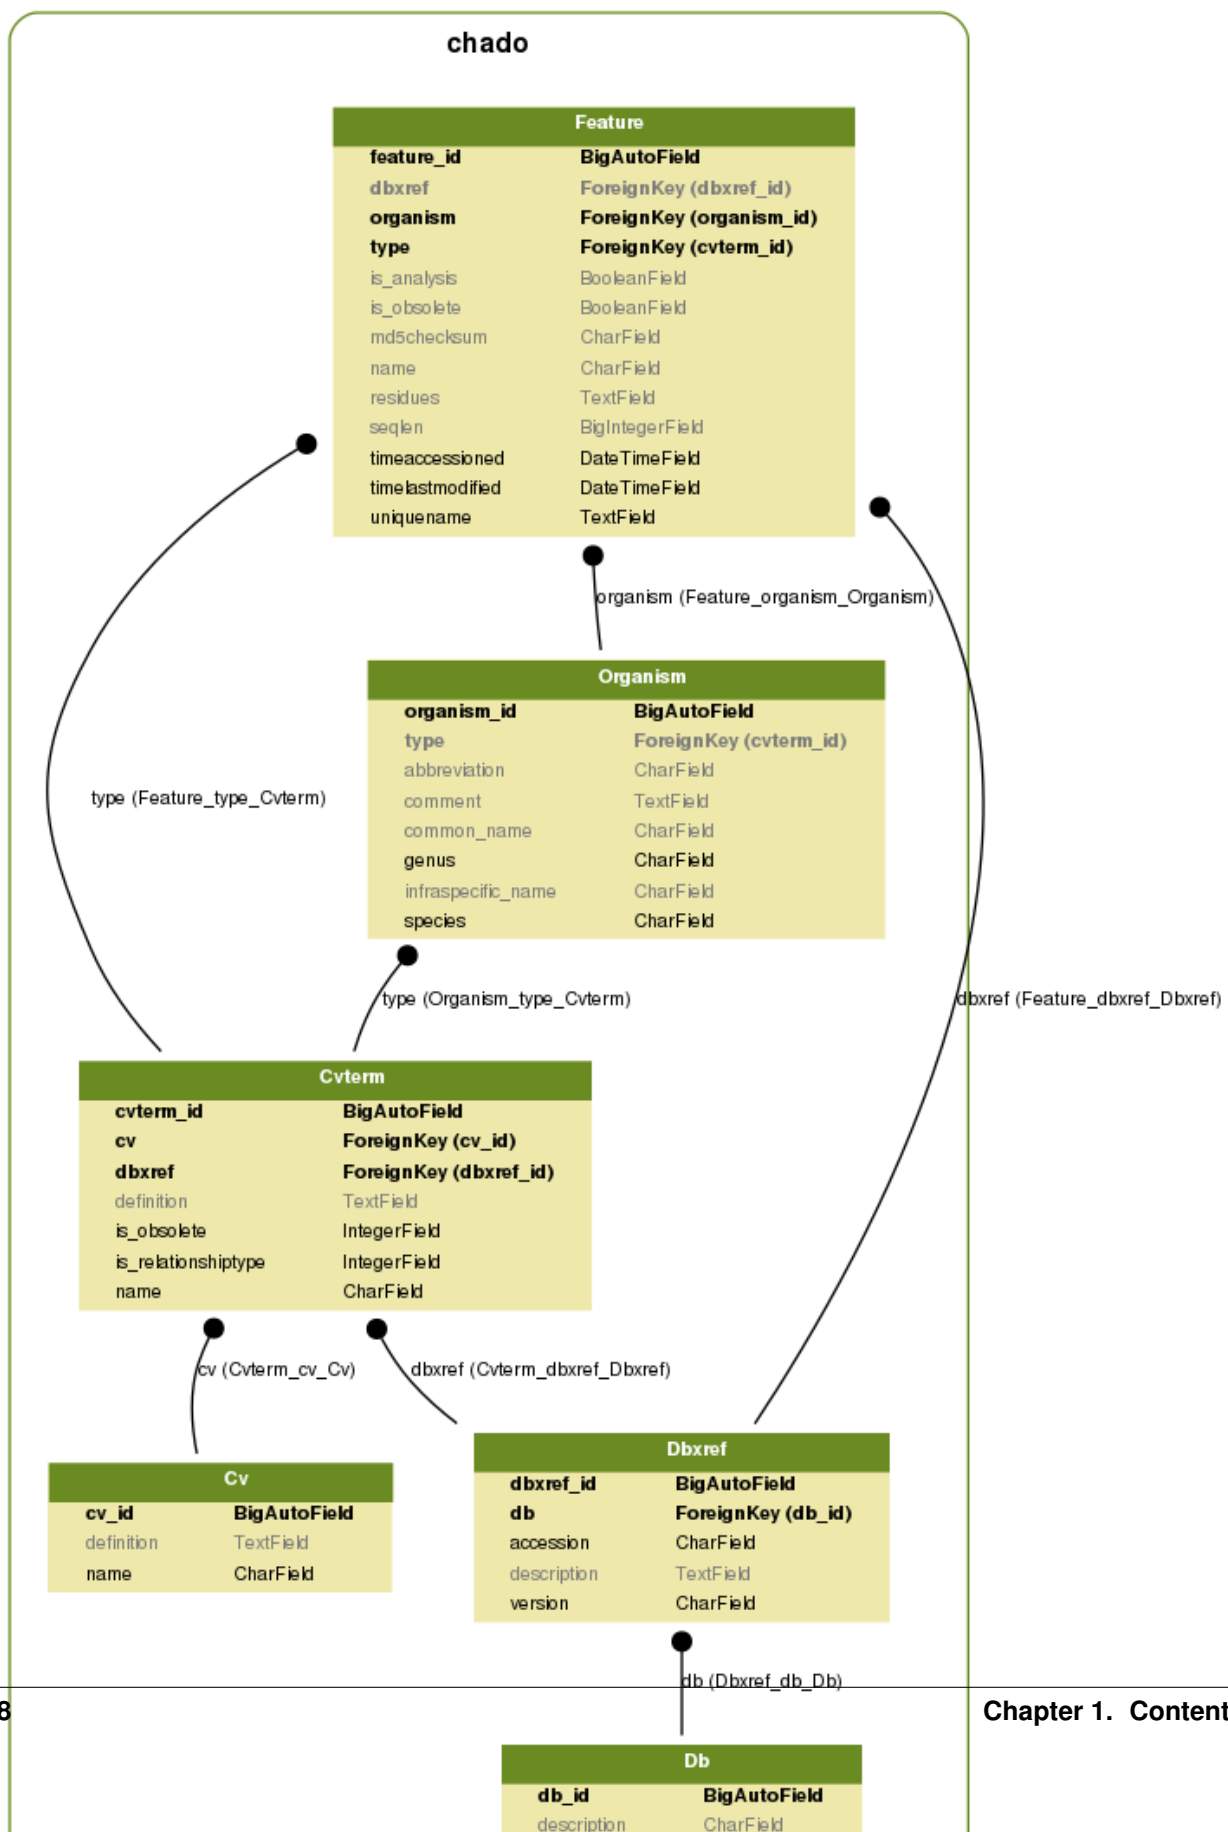 chado
Feature
feature_id BigAutoField
dbxref ForeignKey (dbxref_id)
organism ForeignKey (organism_id)
type ForeignKey (cvterm_id)
is_analysis BooleanField
is_obsolete BooleanField
md5checksum CharField
name CharField
residues TextField
seqlen BigIntegerField
timeaccessioned DateTimeField
timelastmodified DateTimeField
uniquename TextField
organism (Feature_organism_Organism)
Organism
organism_id BigAutoField
type ForeignKey (cvterm_id)
abbreviation CharField
comment TextField
common_name CharField
genus CharField
infraspecific_name CharField
species CharField
type (Feature_type_Cvterm)
type (Organism_type_Cvterm)
dbxref (Feature_dbxref_Dbxref)
Cvterm
cvterm_id BigAutoField
cv ForeignKey (cv_id)
dbxref ForeignKey (dbxref_id)
definition TextField
is_obsolete IntegerField
is_relationshiptype IntegerField
name CharField
cv (Cvterm_cv_Cv)
dbxref (Cvterm_dbxref_Dbxref)
Cv
cv_id BigAutoField
definition TextField
name CharField
Dbxref
dbxref_id BigAutoField
db ForeignKey (db_id)
accession CharField
description TextField
version CharField
db (Dbxref_db_Db)
8 Chapter 1. Content
Db
db_id BigAutoField
description CharField